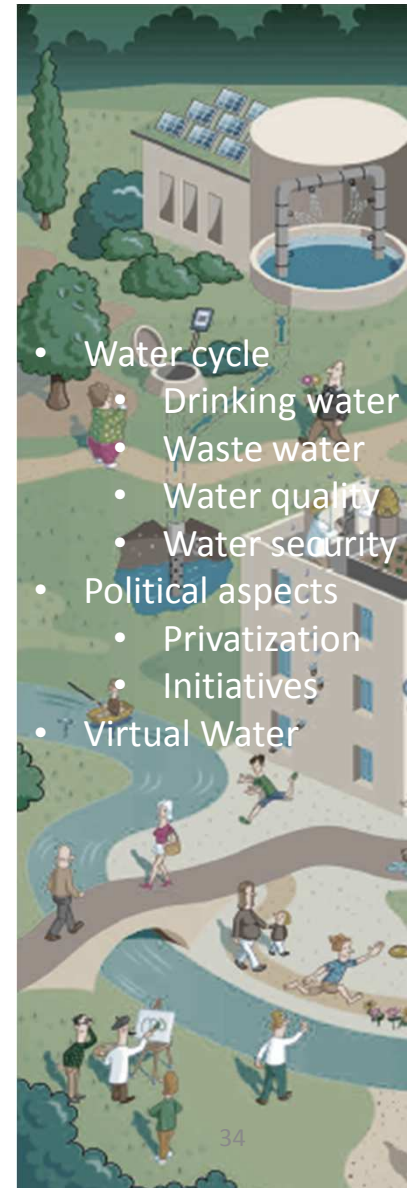 • Water cycle
• Drinking water
• Waste water
• Water quality
• Water security
• Political aspects
• Privatization
• Initiatives
• Virtual Water
34